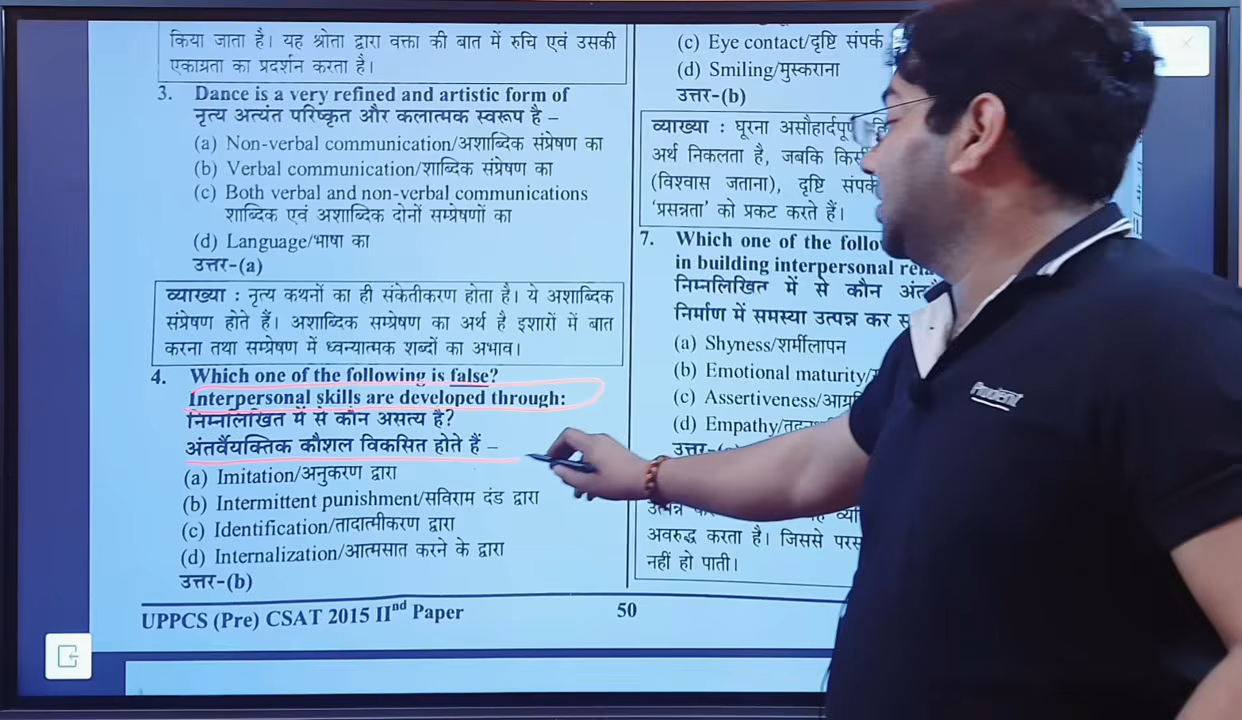 किया जाता है। यह श्रोता द्वारा वक्ता की बात में रुचि एवं उसकी
एकाग्रता का प्रदर्शन करता है।
3. Dance is a very refined and artistic form of
नृत्य अत्यंत परिष्कृत और कलात्मक स्वरूप है –
(a) Non-verbal communication/अशाब्दिक संप्रेषण का
(b) Verbal communication/शाब्दिक संप्रेषण का
(c) Both verbal and non-verbal communications
शाब्दिक एवं अशाब्दिक दोनों सम्प्रेषणों का
(d) Language/भाषा का
उत्तर-(a)
व्याख्या : नृत्य कथनों का ही संकेतीकरण होता है। ये अशाब्दिक
संप्रेषण होते हैं। अशाब्दिक सम्प्रेषण का अर्थ है इशारों में बात
करना तथा सम्प्रेषण में ध्वन्यात्मक शब्दों का अभाव।
4. Which one of the following is false?
Interpersonal skills are developed through:
निम्नलिखित में से कौन असत्य है?
अंतर्वैयक्तिक कौशल विकसित होते हैं –
(a) Imitation/अनुकरण द्वारा
(b) Intermittent punishment/सविराम दंड द्वारा
(c) Identification/तादात्मीकरण द्वारा
(d) Internalization/आत्मसात करने के द्वारा
उत्तर-(b)
(c) Eye contact/दृष्टि संपर्क
(d) Smiling/मुस्कराना
उत्तर-(b)
व्याख्या : घूरना
अर्थ निकलता है, जबकि
(विश्वास जताना), दृष्टि संपर्क
‘प्रसन्नता’ को प्रकट करते हैं।
7. Which one of the
in building interpersonal
निम्नलिखित में से कौन
निर्माण में समस्या उत्पन्न कर
(a) Shyness/शर्मीलापन
(b) Emotional maturity/
(c) Assertiveness/
(d) Empathy/
अवरुद्ध करता है। जिससे
नहीं हो पाती।
UPPCS (Pre) CSAT 2015 IInd Paper
50
Prudent